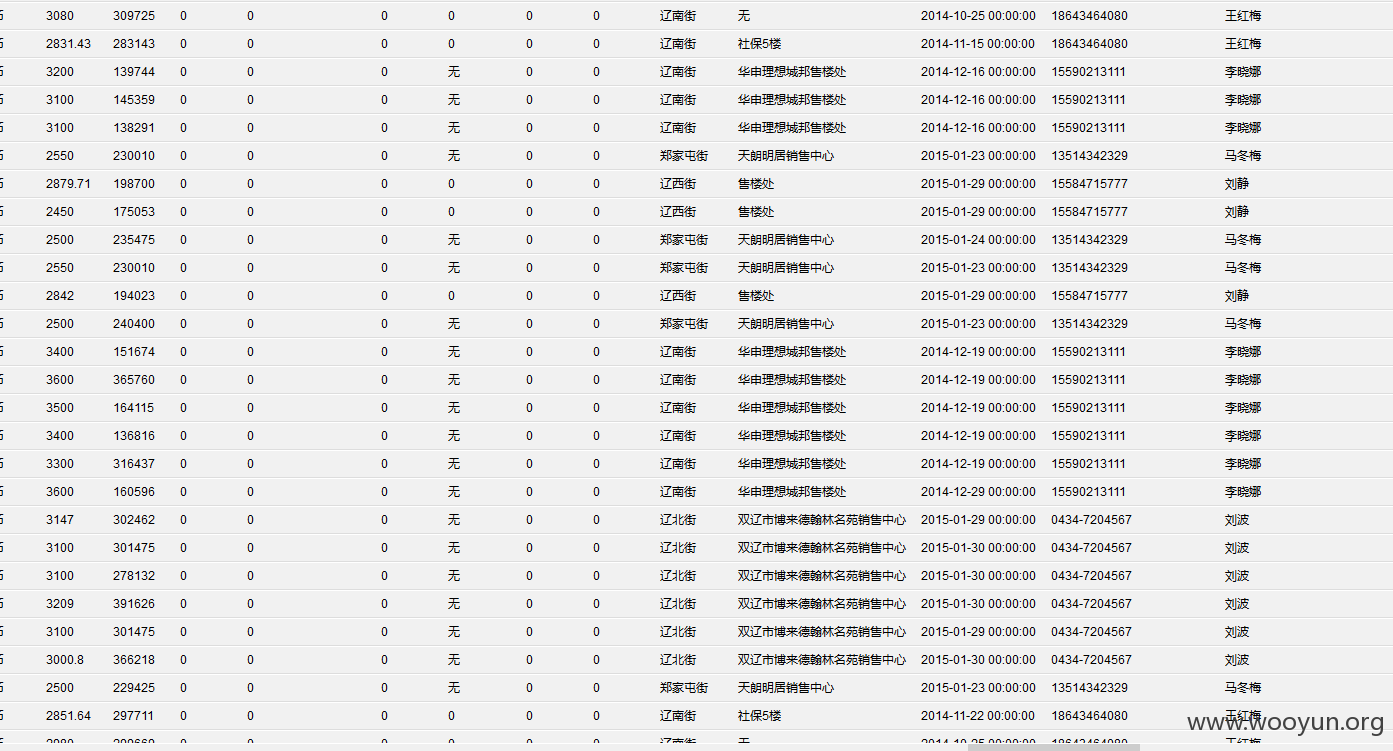 3080 309725 0 0 0 0 0 0 辽南街 无 2014-10-25 00:00:00 18643464080 王红梅
2831.43 283143 0 0 0 0 0 0 辽南街 社保5楼 2014-11-15 00:00:00 18643464080 王红梅
3200 139744 0 0 0 无 0 0 辽南街 华申理想城邦售楼处 2014-12-16 00:00:00 15590213111 李晓娜
3100 145359 0 0 0 无 0 0 辽南街 华申理想城邦售楼处 2014-12-16 00:00:00 15590213111 李晓娜
3100 138291 0 0 0 无 0 0 辽南街 华申理想城邦售楼处 2014-12-16 00:00:00 15590213111 李晓娜
2550 230010 0 0 0 无 0 0 郑家屯街 天朗明居销售中心 2015-01-23 00:00:00 13514342329 马冬梅
2879.71 198700 0 0 0 0 0 0 辽西街 售楼处 2015-01-29 00:00:00 15584715777 刘静
2450 175053 0 0 0 0 0 0 辽西街 售楼处 2015-01-29 00:00:00 15584715777 刘静
2500 235475 0 0 0 无 0 0 郑家屯街 天朗明居销售中心 2015-01-24 00:00:00 13514342329 马冬梅
2550 230010 0 0 0 无 0 0 郑家屯街 天朗明居销售中心 2015-01-23 00:00:00 13514342329 马冬梅
2842 194023 0 0 0 0 0 0 辽西街 售楼处 2015-01-29 00:00:00 15584715777 刘静
2500 240400 0 0 0 无 0 0 郑家屯街 天朗明居销售中心 2015-01-23 00:00:00 13514342329 马冬梅
3400 151674 0 0 0 无 0 0 辽南街 华申理想城邦售楼处 2014-12-19 00:00:00 15590213111 李晓娜
3600 365760 0 0 0 无 0 0 辽南街 华申理想城邦售楼处 2014-12-19 00:00:00 15590213111 李晓娜
3500 164115 0 0 0 无 0 0 辽南街 华申理想城邦售楼处 2014-12-19 00:00:00 15590213111 李晓娜
3400 136816 0 0 0 无 0 0 辽南街 华申理想城邦售楼处 2014-12-19 00:00:00 15590213111 李晓娜
3300 316437 0 0 0 无 0 0 辽南街 华申理想城邦售楼处 2014-12-19 00:00:00 15590213111 李晓娜
3600 160596 0 0 0 无 0 0 辽南街 华申理想城邦售楼处 2014-12-29 00:00:00 15590213111 李晓娜
3147 302462 0 0 0 无 0 0 辽北街 双辽市博来德翰林名苑销售中心 2015-01-29 00:00:00 0434-7204567 刘波
3100 301475 0 0 0 无 0 0 辽北街 双辽市博来德翰林名苑销售中心 2015-01-30 00:00:00 0434-7204567 刘波
3100 278132 0 0 0 无 0 0 辽北街 双辽市博来德翰林名苑销售中心 2015-01-30 00:00:00 0434-7204567 刘波
3209 391626 0 0 0 无 0 0 辽北街 双辽市博来德翰林名苑销售中心 2015-01-30 00:00:00 0434-7204567 刘波
3100 301475 0 0 0 无 0 0 辽北街 双辽市博来德翰林名苑销售中心 2015-01-29 00:00:00 0434-7204567 刘波
3000.8 366218 0 0 0 无 0 0 辽北街 双辽市博来德翰林名苑销售中心 2015-01-30 00:00:00 0434-7204567 刘波
2500 229425 0 0 0 无 0 0 郑家屯街 天朗明居销售中心 2015-01-23 00:00:00 13514342329 马冬梅
2851.64 297711 0 0 0 0 0 0 辽南街 社保5楼 2014-11-22 00:00:00 18643464080 王红梅
www.wooyun.org